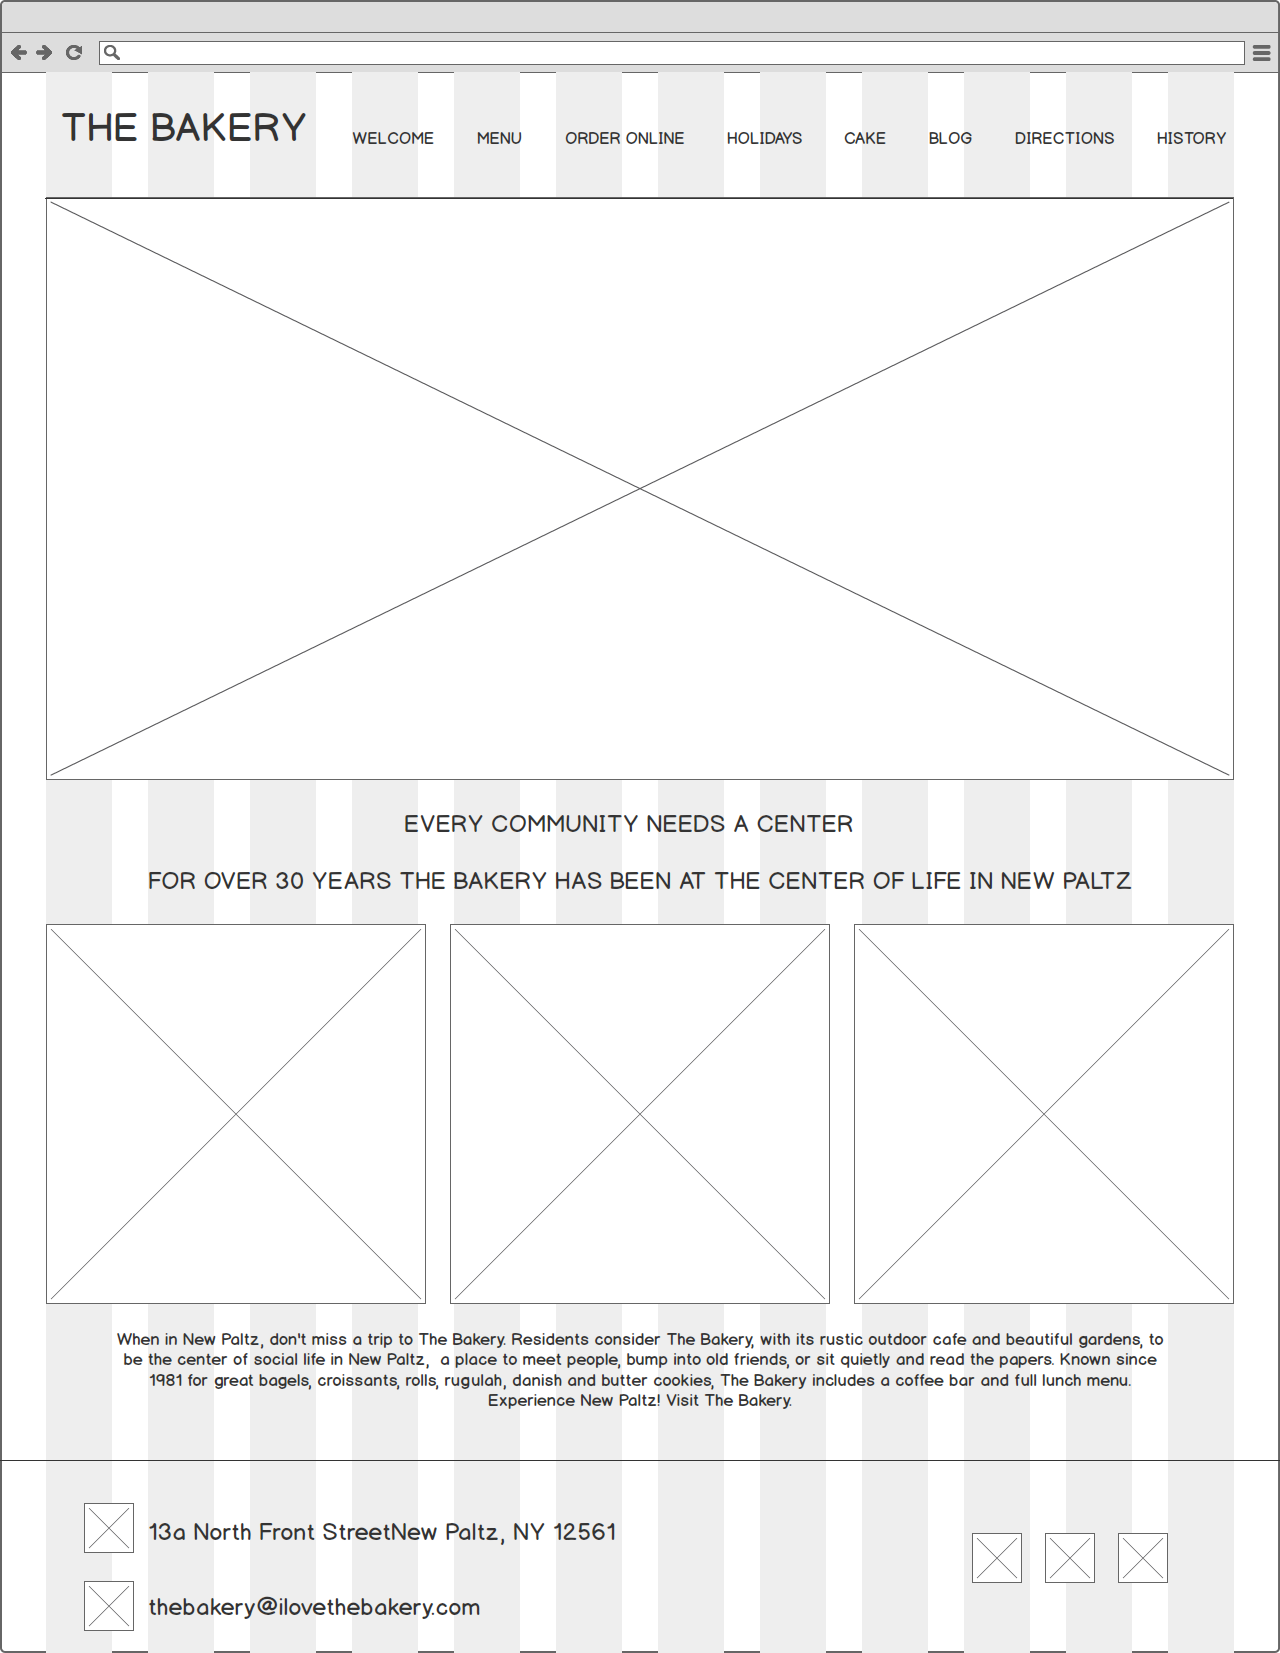 THE BAKERY
WELCOME MENU ORDER ONLINE HOLIDAYS CAKE BLOG DIRECTIONS HISTORY
EVERY COMMUNITY NEEDS A CENTER
FOR OVER 30 YEARS THE BAKERY HAS BEEN AT THE CENTER OF LIFE IN NEW PALTZ
When in New Paltz, don't miss a trip to The Bakery. Residents consider The Bakery, with its rustic outdoor cafe and beautiful gardens, to
be the center of social life in New Paltz,  a place to meet people, bump into old friends, or sit quietly and read the papers. Known since
1981 for great bagels, croissants, rolls, rugulah, danish and butter cookies, The Bakery includes a coffee bar and full lunch menu.
Experience New Paltz! Visit The Bakery.
13a North Front StreetNew Paltz, NY 12561
thebakery@ilovethebakery.com